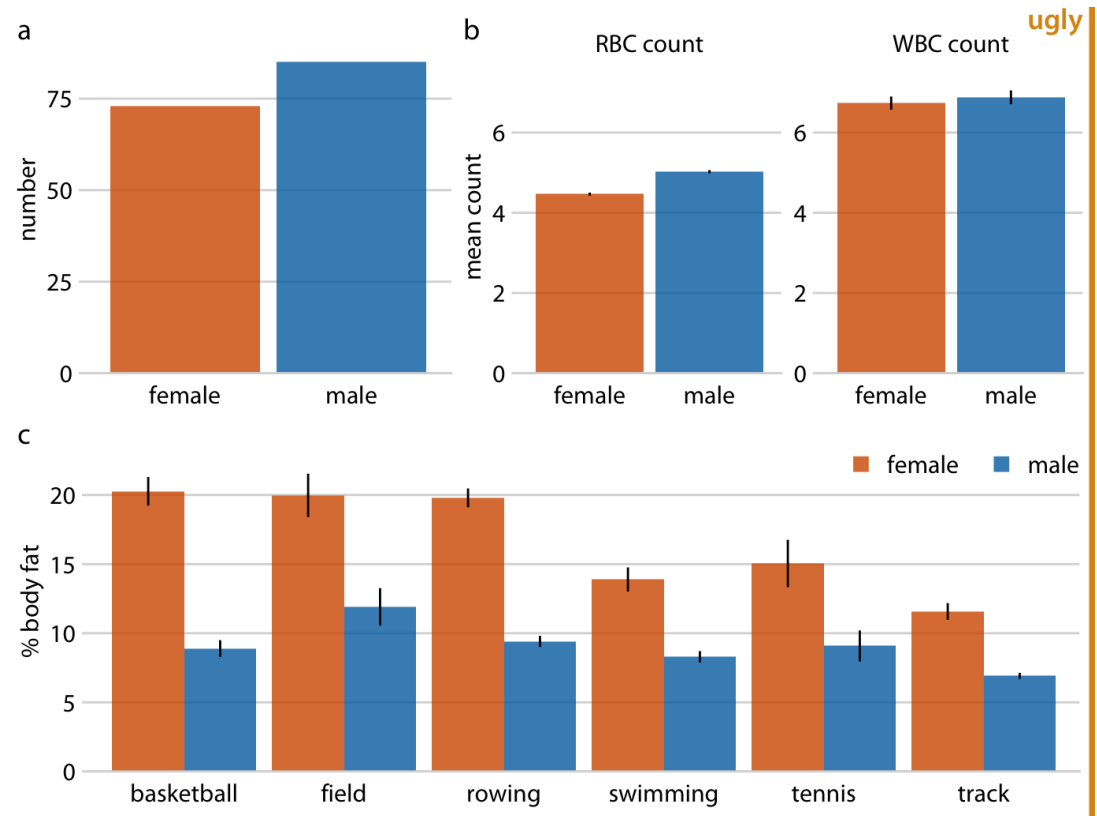 ugly
a
number
75
50
25
0
female male
b
RBC count WBC count
mean count
6
4
2
0
female male
6
4
2
0
female male
c
female male
% body fat
20
15
10
5
0
basketball field rowing swimming tennis track